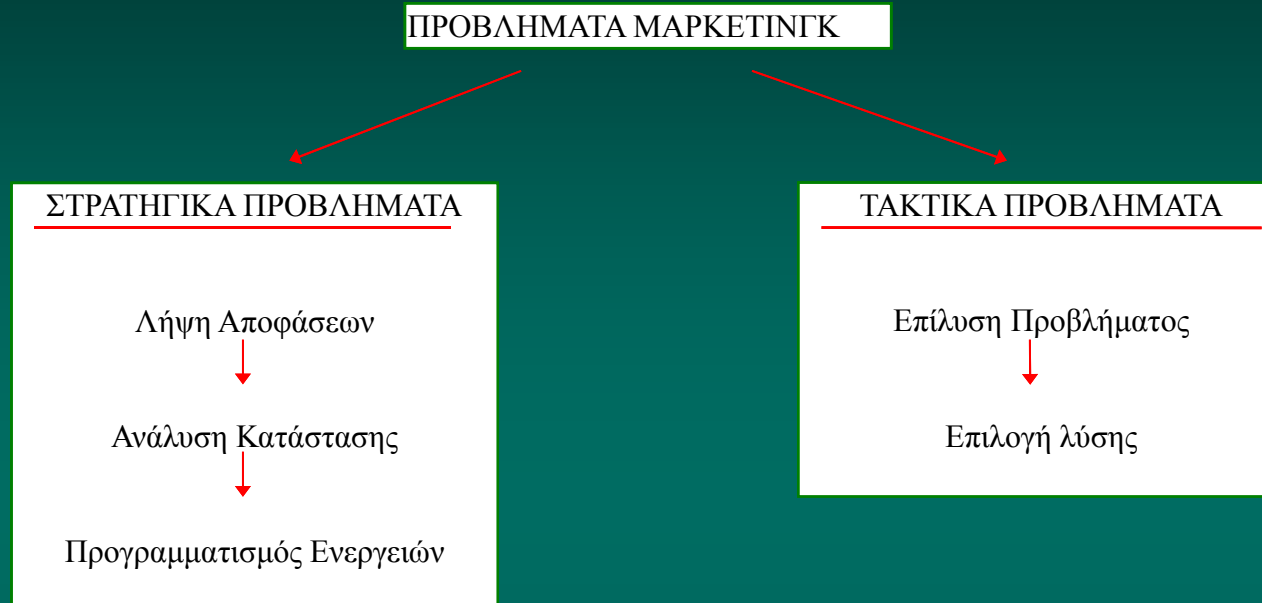 ΠΡΟΒΛΗΜΑΤΑ ΜΑΡΚΕΤΙΝΓΚ
ΣΤΡΑΤΗΓΙΚΑ ΠΡΟΒΛΗΜΑΤΑ
Λήψη Αποφάσεων
Ανάλυση Κατάστασης
Προγραμματισμός Ενεργειών
ΤΑΚΤΙΚΑ ΠΡΟΒΛΗΜΑΤΑ
Επίλυση Προβλήματος
Επιλογή λύσης